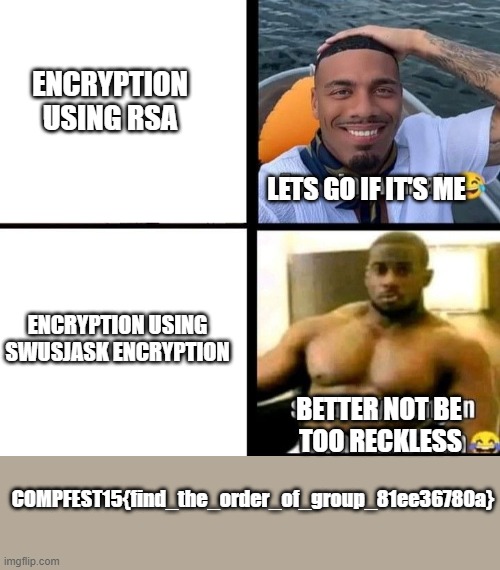 ENCRYPTION
USING RSA
LETS GO IF IT'S ME😂
ENCRYPTION USING
SWUSJASK ENCRYPTION
BETTER NOT BE
TOO RECKLESS 😂
COMPFEST15{find_the_order_of_group_81ee36780a}
imgflip.com